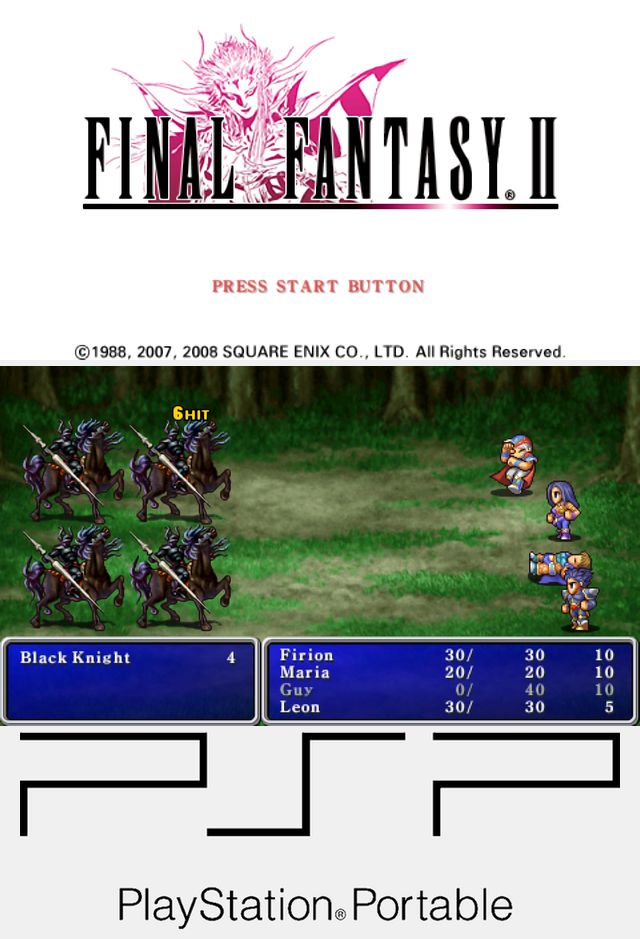 FINAL FANTASY® II
PRESS START BUTTON
©1988, 2007, 2008 SQUARE ENIX CO., LTD. All Rights Reserved.
6HIT
Black Knight 4
Firion 30/ 30 10
Maria 20/ 20 10
Guy 0/ 40 10
Leon 30/ 30 5
PSP
PlayStation®Portable